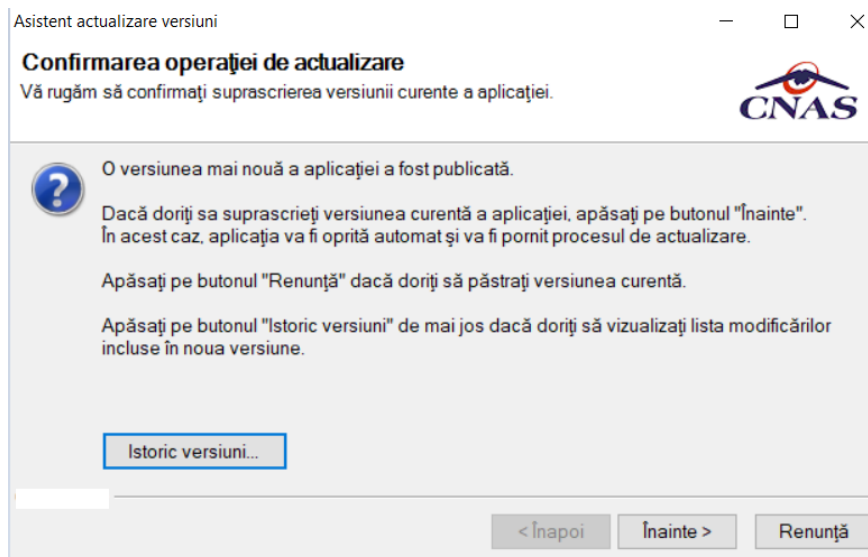 Asistent actualizare versiuni
Confirmarea operaţiei de actualizare
Vă rugăm să confirmaţi suprascrierea versiunii curente a aplicaţiei.
CNAS
O versiunea mai nouă a aplicaţiei a fost publicată.
Dacă doriţi sa suprascrieţi versiunea curentă a aplicaţiei, apăsaţi pe butonul "Înainte".
În acest caz, aplicaţia va fi oprită automat şi va fi pornit procesul de actualizare.
Apăsaţi pe butonul "Renunţă" dacă doriţi să păstraţi versiunea curentă.
Apăsaţi pe butonul "Istoric versiuni" de mai jos dacă doriţi să vizualizaţi lista modificărilor
incluse în noua versiune.
Istoric versiuni...
< Înapoi Înainte > Renunţă